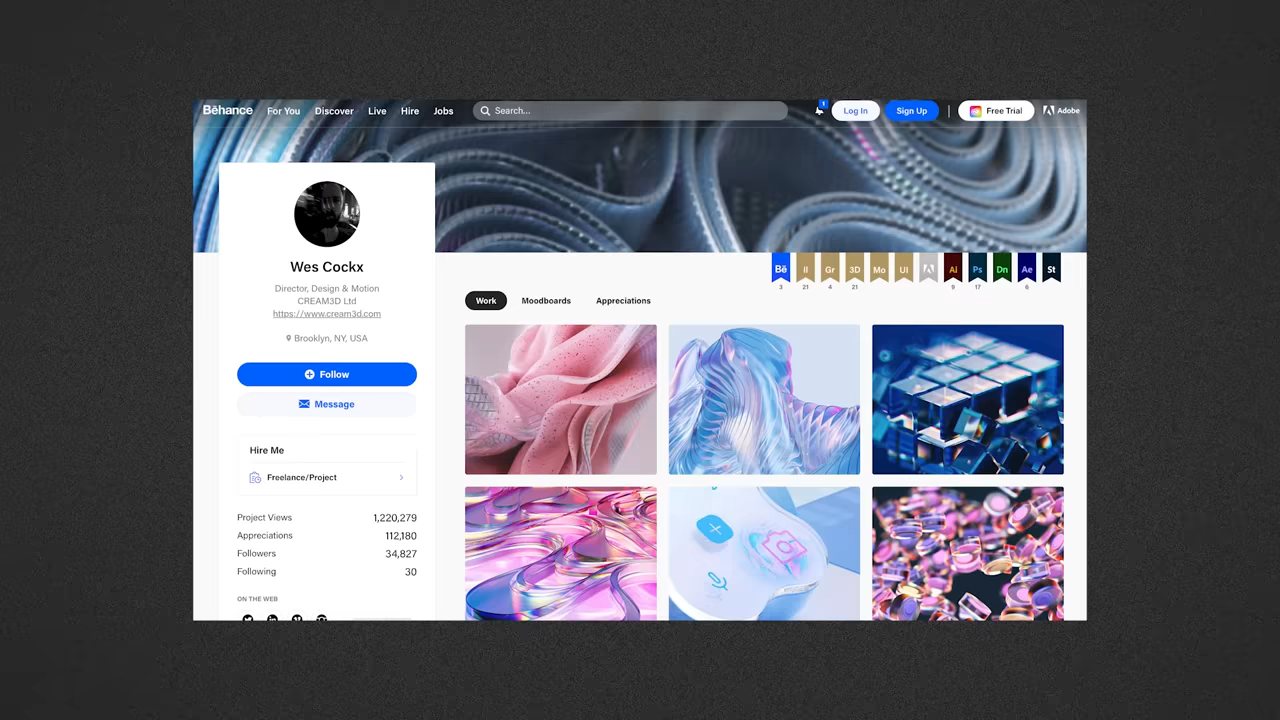 Bēhance For You Discover Live Hire Jobs Search... 1 Log In Sign Up Free Trial Adobe
Wes Cockx
Director, Design & Motion
CREAM3D Ltd
https://www.cream3d.com
Brooklyn, NY, USA
Follow
Message
Hire Me
Freelance/Project
Project Views 1,220,279
Appreciations 112,180
Followers 34,827
Following 30
ON THE WEB
Bē Il Gr 3D Mo UI Ai Ps Dn Ae St
3 21 4 21 9 17 6
Work Moodboards Appreciations